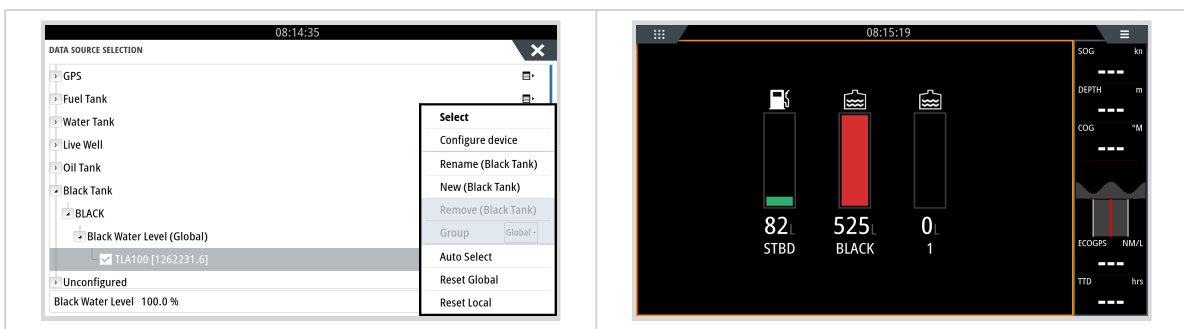 08:14:35
DATA SOURCE SELECTION
GPS
Fuel Tank
Water Tank
Live Well
Oil Tank
Black Tank
BLACK
Black Water Level (Global)
TLA100 [1262231.6]
Unconfigured
Black Water Level 100.0 %
Select
Configure device
Rename (Black Tank)
New (Black Tank)
Remove (Black Tank)
Group Global
Auto Select
Reset Global
Reset Local
08:15:19
82 L
STBD
525 L
BLACK
0 L
1
SOG kn
---
DEPTH m
---
COG °M
---
ECOGPS NM/L
---
TTD hrs
---